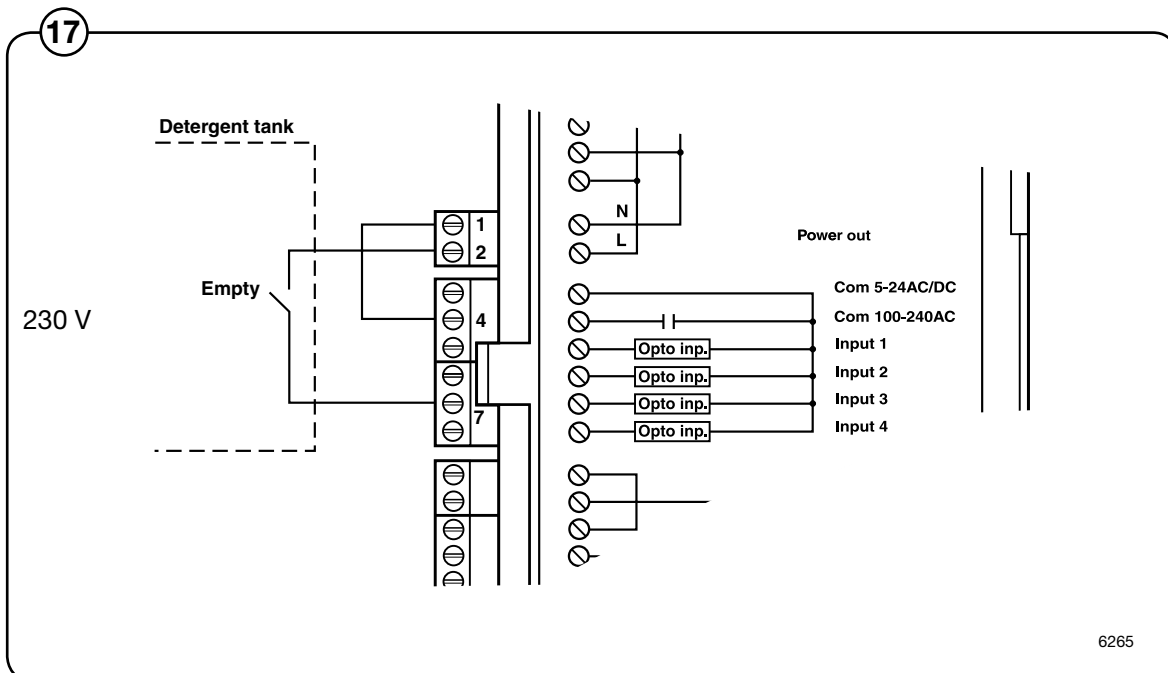 17
Detergent tank
Empty
230 V
1
2
4
7
N
L
Power out
Com 5-24AC/DC
Com 100-240AC
Opto inp. Input 1
Opto inp. Input 2
Opto inp. Input 3
Opto inp. Input 4
6265